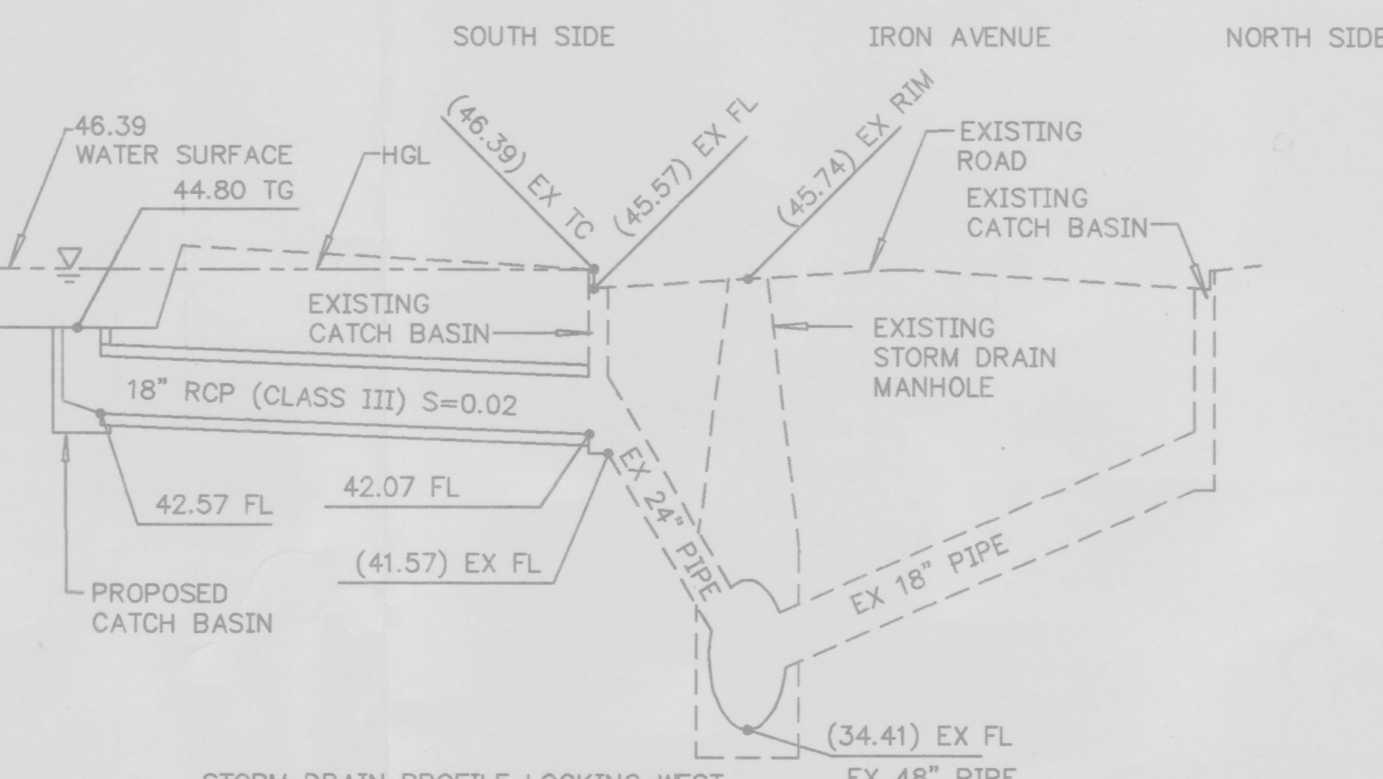 SOUTH SIDE
IRON AVENUE
NORTH SIDE
46.39
WATER SURFACE
44.80 TG
HGL
(46.39) EX TC
(45.57) EX FL
(45.74) EX RIM
EXISTING
ROAD
EXISTING
CATCH BASIN
EXISTING
CATCH BASIN
EXISTING
STORM DRAIN
MANHOLE
18" RCP (CLASS III) S=0.02
42.57 FL
42.07 FL
(41.57) EX FL
EX 24" PIPE
EX 18" PIPE
PROPOSED
CATCH BASIN
(34.41) EX FL
EX 48" PIPE
STORM DRAIN PROFILE LOOKING WEST